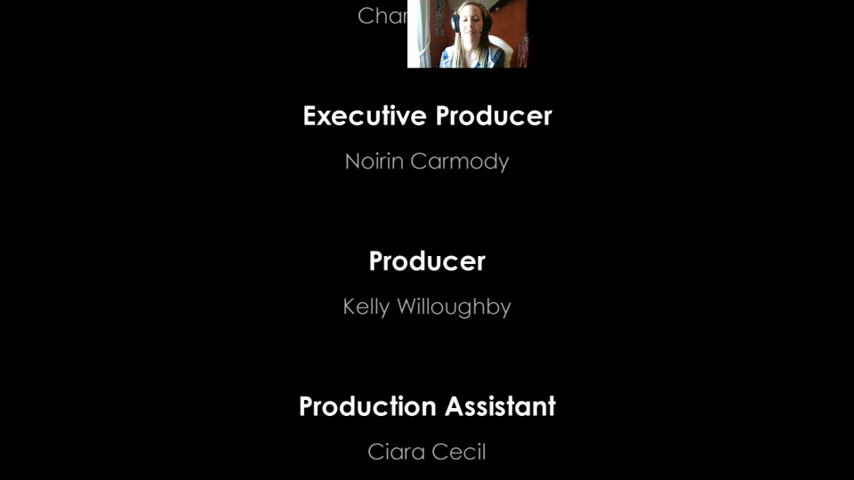 Executive Producer
Noirin Carmody
Producer
Kelly Willoughby
Production Assistant
Ciara Cecil